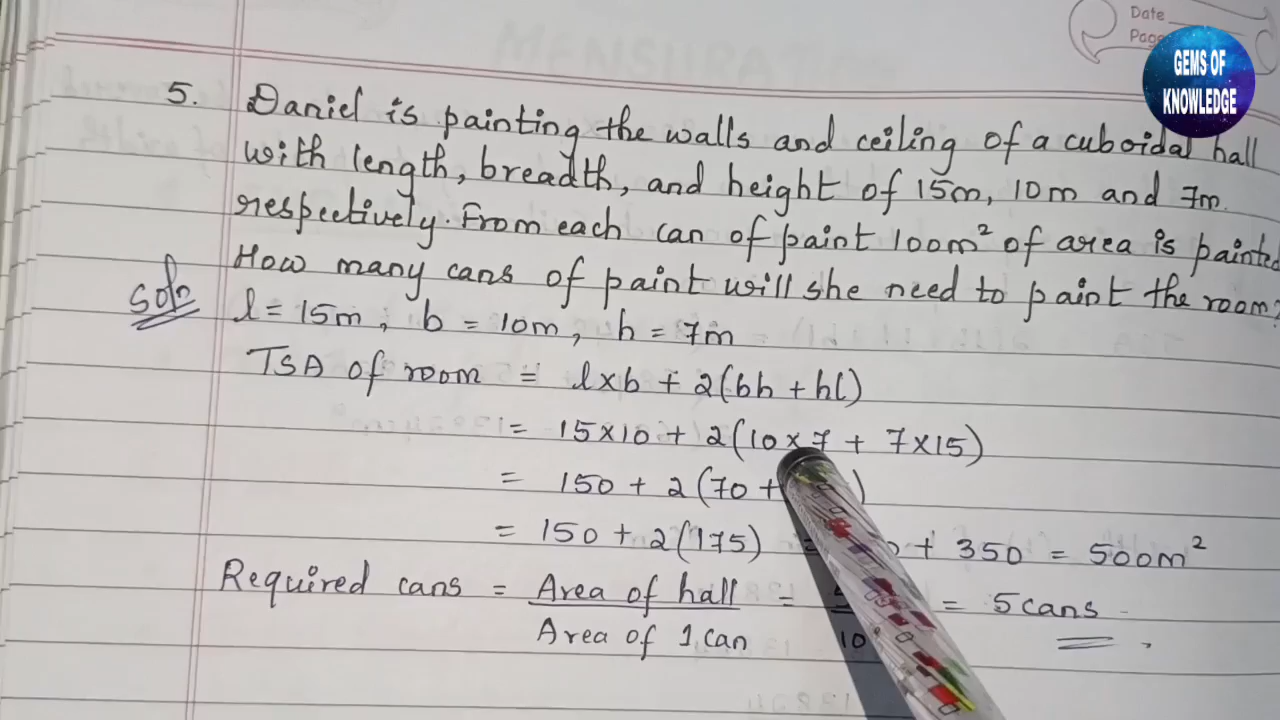 Date
Page
GEMS OF
KNOWLEDGE
5. Daniel is painting the walls and ceiling of a cuboidal hall
with length, breadth, and height of 15m, 10m and 7m
respectively. From each can of paint 100m² of area is painted
How many cans of paint will she need to paint the room?
Soln
l = 15m, b = 10m, h = 7m
TSA of room = l×b + 2(bh + hl)
= 15×10 + 2(10×7 + 7×15)
= 150 + 2(70 + )
= 150 + 2(175) = + 350 = 500m²
Required cans = Area of hall = = 5 cans
Area of 1 can 10